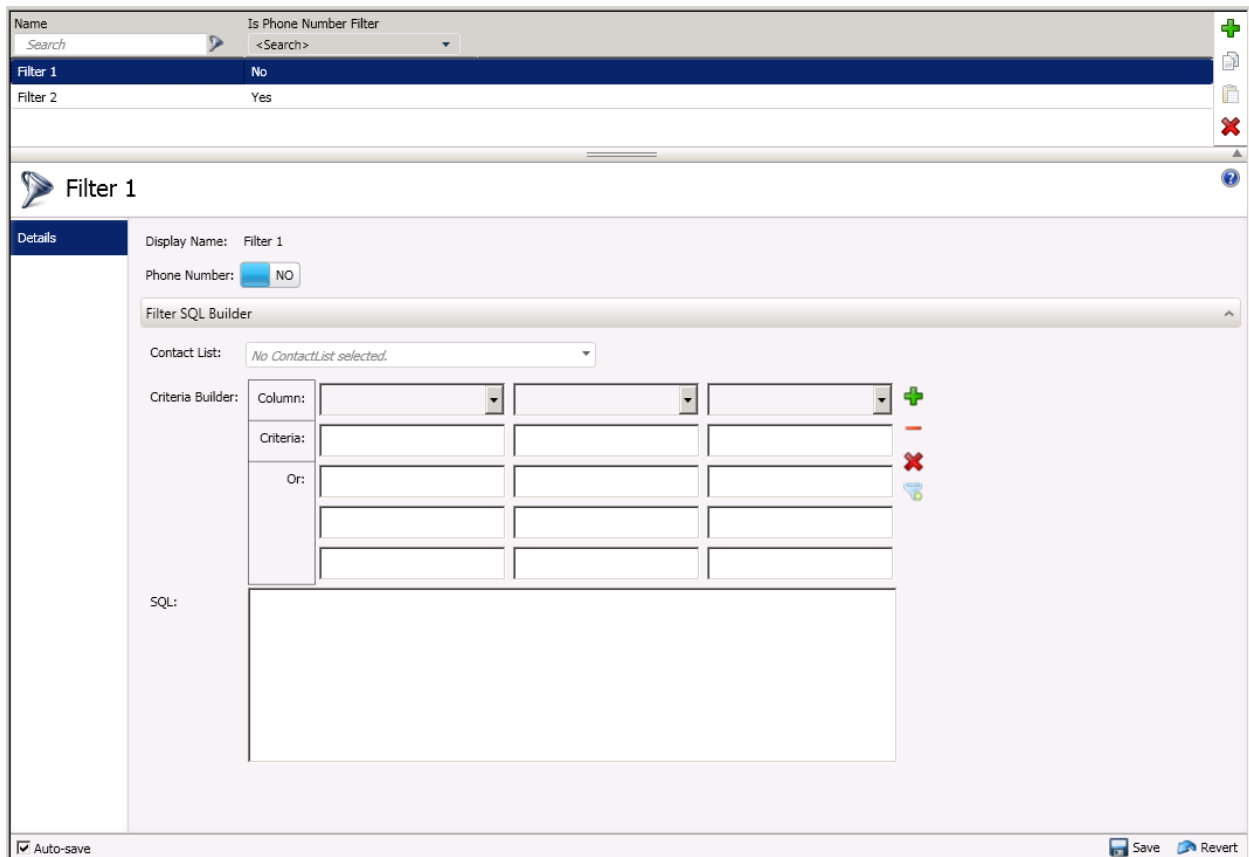 Name Is Phone Number Filter
Search <Search>
Filter 1 No
Filter 2 Yes
Filter 1
Details
Display Name: Filter 1
Phone Number: NO
Filter SQL Builder
Contact List: No ContactList selected.
Criteria Builder: Column:
Criteria:
Or:
SQL:
Auto-save Save Revert